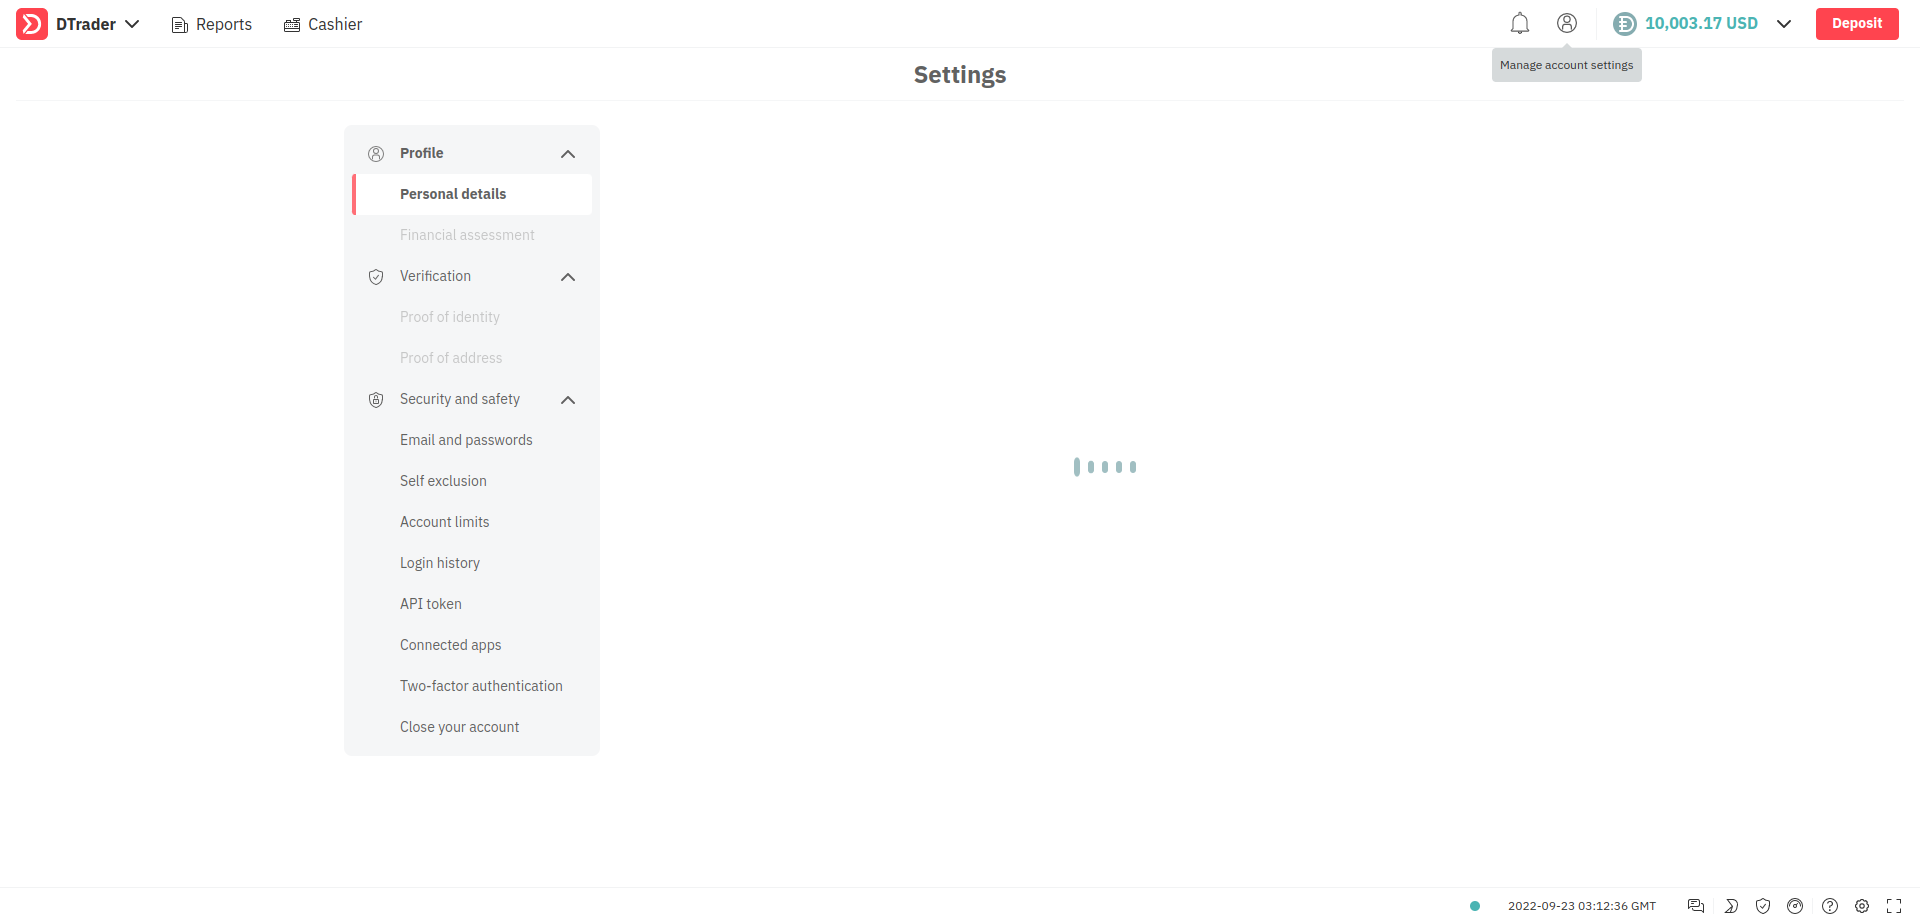 DTrader
Reports
Cashier
10,003.17 USD
Deposit
Manage account settings
Settings
Profile
Personal details
Financial assessment
Verification
Proof of identity
Proof of address
Security and safety
Email and passwords
Self exclusion
Account limits
Login history
API token
Connected apps
Two-factor authentication
Close your account
2022-09-23 03:12:36 GMT